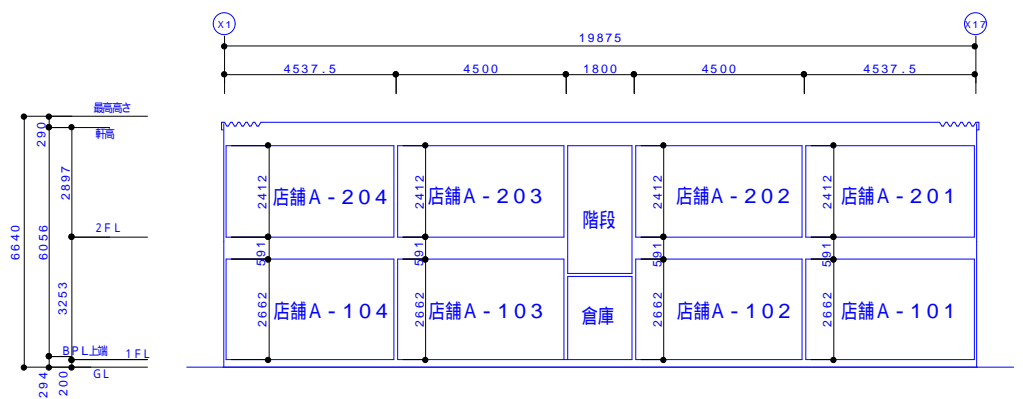 X1
X17
19875
4537.5
4500
1800
4500
4537.5
最高高さ
290
軒高
2897
2412
店舗A-204
2412
店舗A-203
階段
2412
店舗A-202
2412
店舗A-201
2FL
6640
6056
591
591
591
591
3253
2662
店舗A-104
2662
店舗A-103
倉庫
2662
店舗A-102
2662
店舗A-101
BPL上端
1FL
GL
294
200